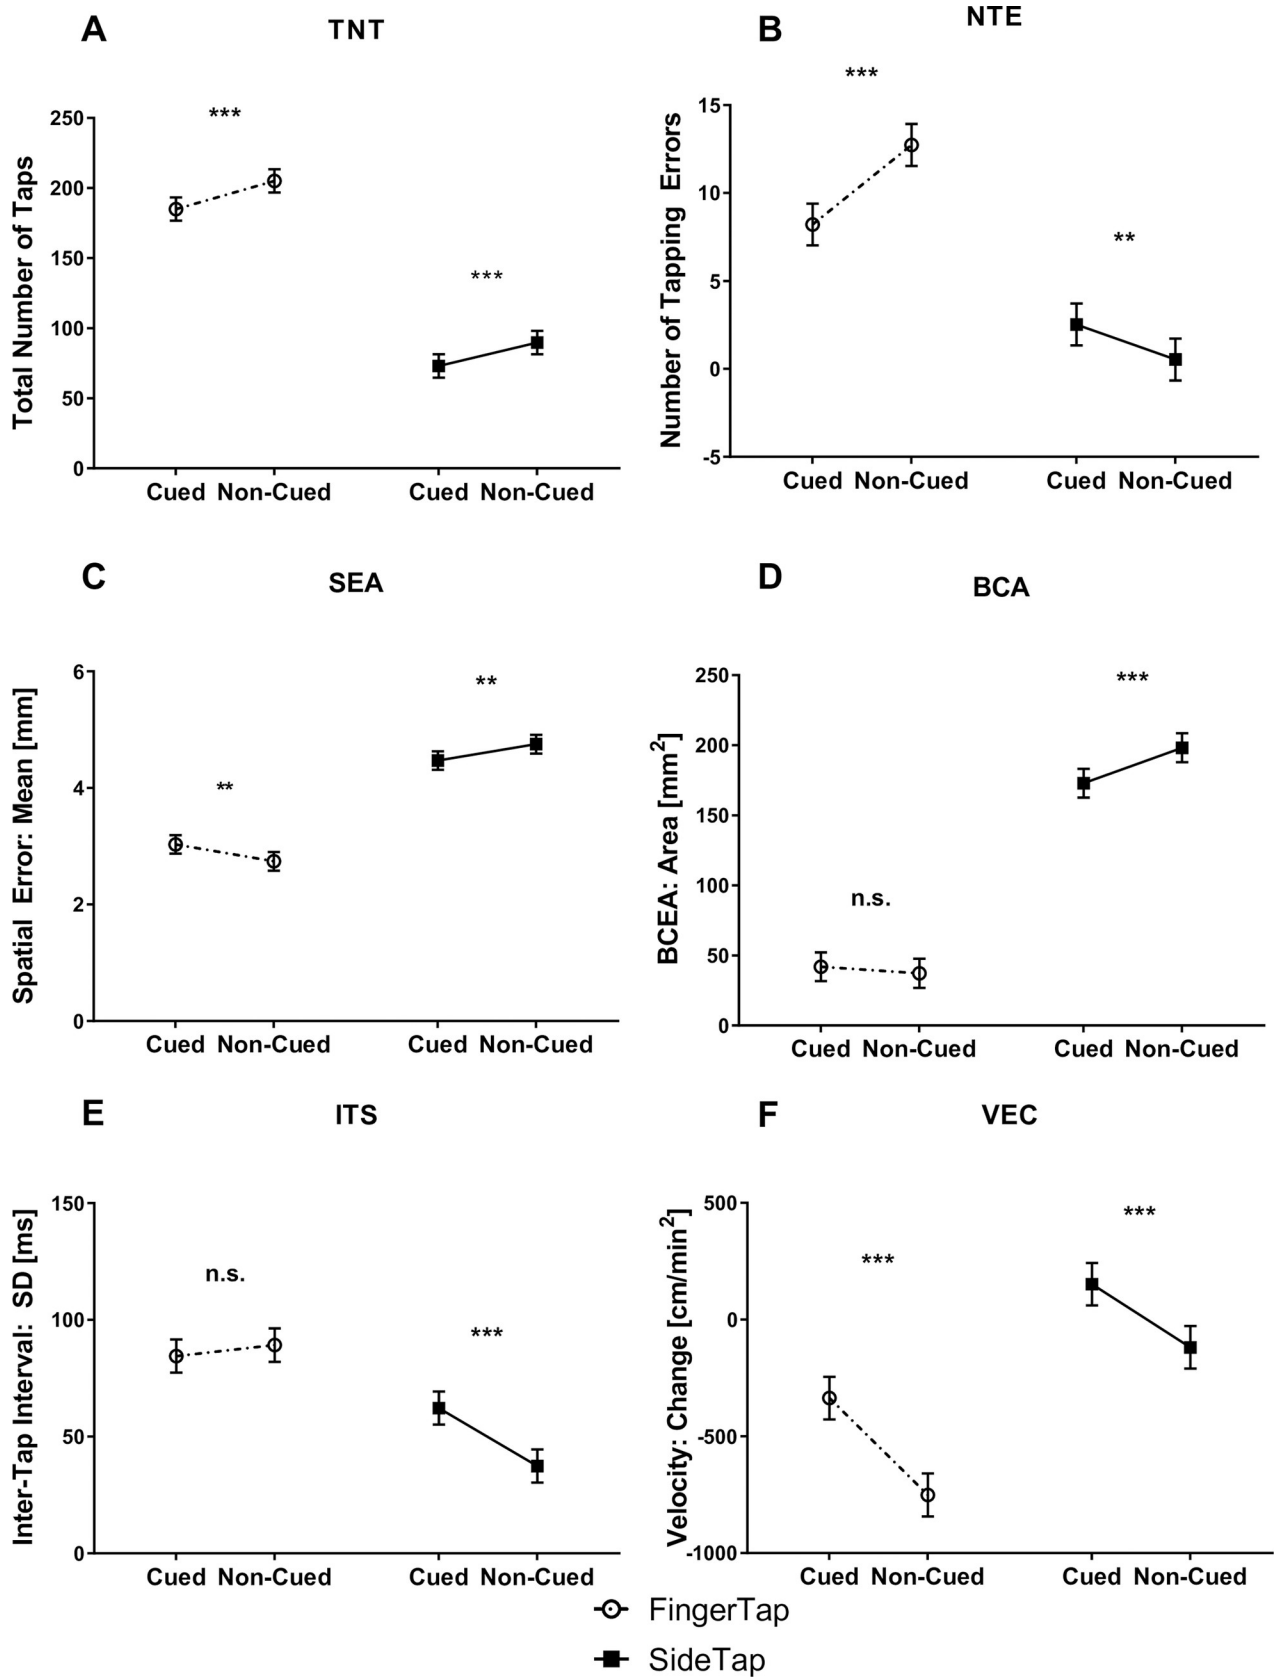 A
TNT
***
***
Total Number of Taps
250
200
150
100
50
0
Cued Non-Cued Cued Non-Cued
B
NTE
***
**
Number of Tapping Errors
15
10
5
0
-5
Cued Non-Cued Cued Non-Cued
C
SEA
**
**
Spatial Error: Mean [mm]
6
4
2
0
Cued Non-Cued Cued Non-Cued
D
BCA
***
n.s.
BCEA: Area [mm²]
250
200
150
100
50
0
Cued Non-Cued Cued Non-Cued
E
ITS
n.s.
***
Inter-Tap Interval: SD [ms]
150
100
50
0
Cued Non-Cued Cued Non-Cued
F
VEC
***
***
Velocity: Change [cm/min²]
500
0
-500
-1000
Cued Non-Cued Cued Non-Cued
FingerTap
SideTap